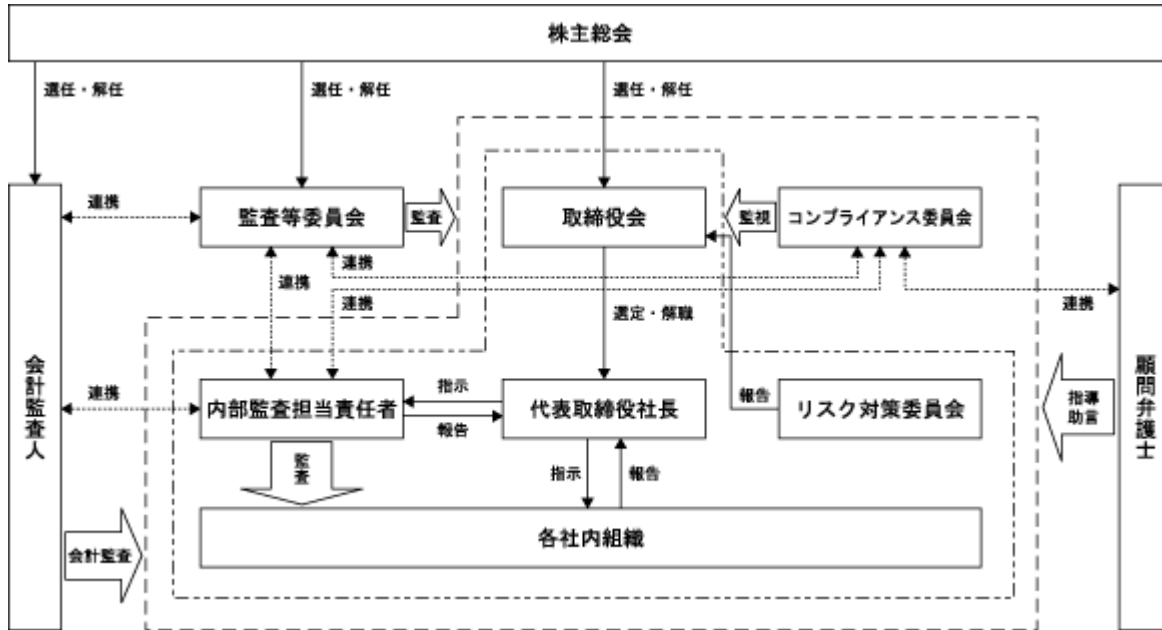 株主総会
選任・解任
選任・解任
選任・解任
連携
監査等委員会
監査
取締役会
監視
コンプライアンス委員会
連携
連携
連携
選定・解職
連携
会計監査人
連携
内部監査担当責任者
指示
報告
代表取締役社長
報告
リスク対策委員会
指導
助言
顧問弁護士
監査
指示
報告
各社内組織
会計監査